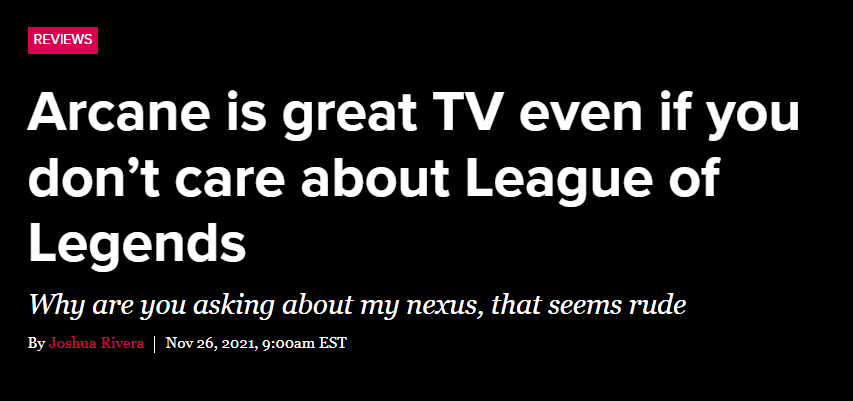 REVIEWS
Arcane is great TV even if you
don’t care about League of
Legends
Why are you asking about my nexus, that seems rude
By Joshua Rivera | Nov 26, 2021, 9:00am EST